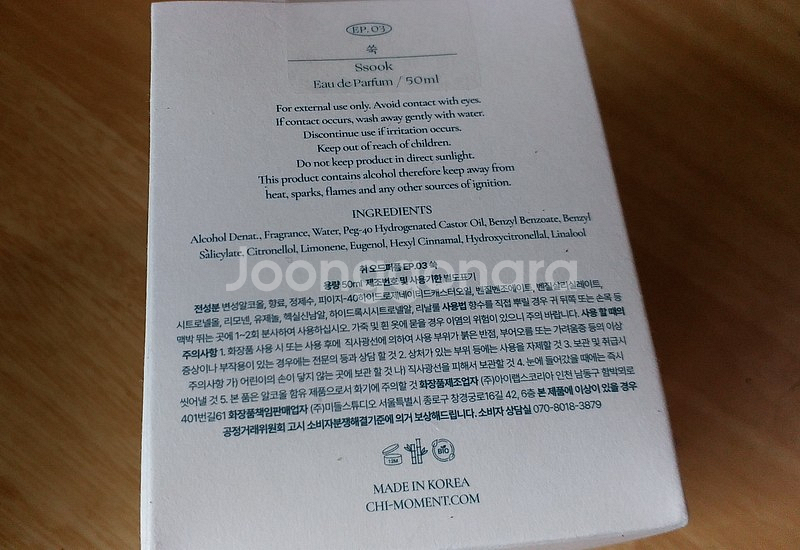 EP. 03
쑥
Ssook
Eau de Parfum / 50ml
For external use only. Avoid contact with eyes.
If contact occurs, wash away gently with water.
Discontinue use if irritation occurs.
Keep out of reach of children.
Do not keep product in direct sunlight.
This product contains alcohol therefore keep away from
heat, sparks, flames and any other sources of ignition.
INGREDIENTS
Alcohol Denat., Fragrance, Water, Peg-40 Hydrogenated Castor Oil, Benzyl Benzoate, Benzyl
Salicylate, Citronellol, Limonene, Eugenol, Hexyl Cinnamal, Hydroxycitronellal, Linalool
Joonggonara
취 오드퍼퓸 EP.03 쑥
용량 50ml 제조번호 및 사용기한 별도표기
전성분 변성알코올, 향료, 정제수, 피이지-40하이드로제네이티드캐스터오일, 벤질벤조에이트, 벤질살리실레이트,
시트로넬올, 리모넨, 유제놀, 헥실신남알, 하이드록시시트로넬알, 리날룰 사용법 향수를 직접 뿌릴 경우 귀 뒤쪽 또는 손목 등
맥박 뛰는 곳에 1~2회 분사하여 사용하십시오. 가죽 및 흰 옷에 묻을 경우 이염의 위험이 있으니 주의 바랍니다. 사용 할 때의
주의사항 1. 화장품 사용 시 또는 사용 후에 직사광선에 의하여 사용 부위가 붉은 반점, 부어오름 또는 가려움증 등의 이상
증상이나 부작용이 있는 경우에는 전문의 등과 상담 할 것 2. 상처가 있는 부위 등에는 사용을 자제할 것 3. 보관 및 취급시
주의사항 가) 어린이의 손이 닿지 않는 곳에 보관 할 것 나) 직사광선을 피해서 보관할 것 4. 눈에 들어갔을 때에는 즉시
씻어낼 것 5. 본 품은 알코올 함유 제품으로서 화기에 주의할 것 화장품제조업자 (주)아이랩스코리아 인천 남동구 함박뫼로
401번길61 화장품책임판매업자 (주)미들스튜디오 서울특별시 종로구 창경궁로16길 42, 6층 본 제품에 이상이 있을 경우
공정거래위원회 고시 소비자분쟁해결기준에 의거 보상해드립니다. 소비자 상담실 070-8018-3879
12M
BIO
MADE IN KOREA
CHI-MOMENT.COM